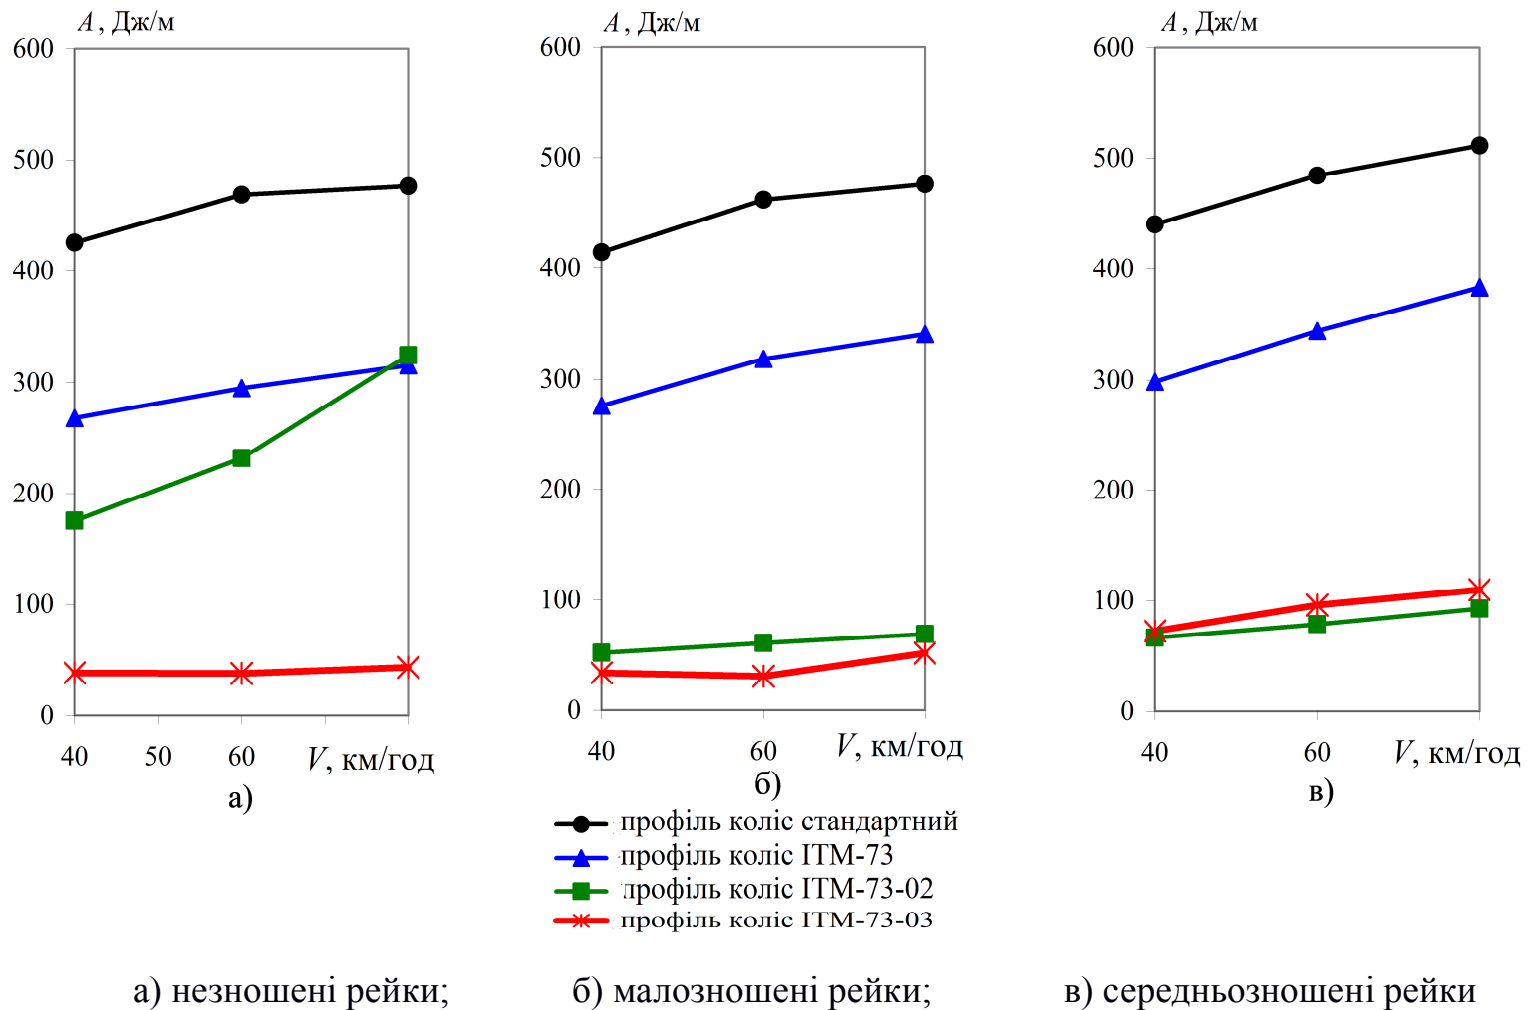 A, Дж/м
600
500
400
300
200
100
0
40 50 60 V, км/год
а)
A, Дж/м
600
500
400
300
200
100
0
40 60 V, км/год
б)
A, Дж/м
600
500
400
300
200
100
0
40 60 V, км/год
в)
профіль коліс стандартний
профіль коліс ІТМ-73
профіль коліс ІТМ-73-02
профіль коліс ІТМ-73-03
а) незношені рейки; б) малозношені рейки; в) середньозношені рейки